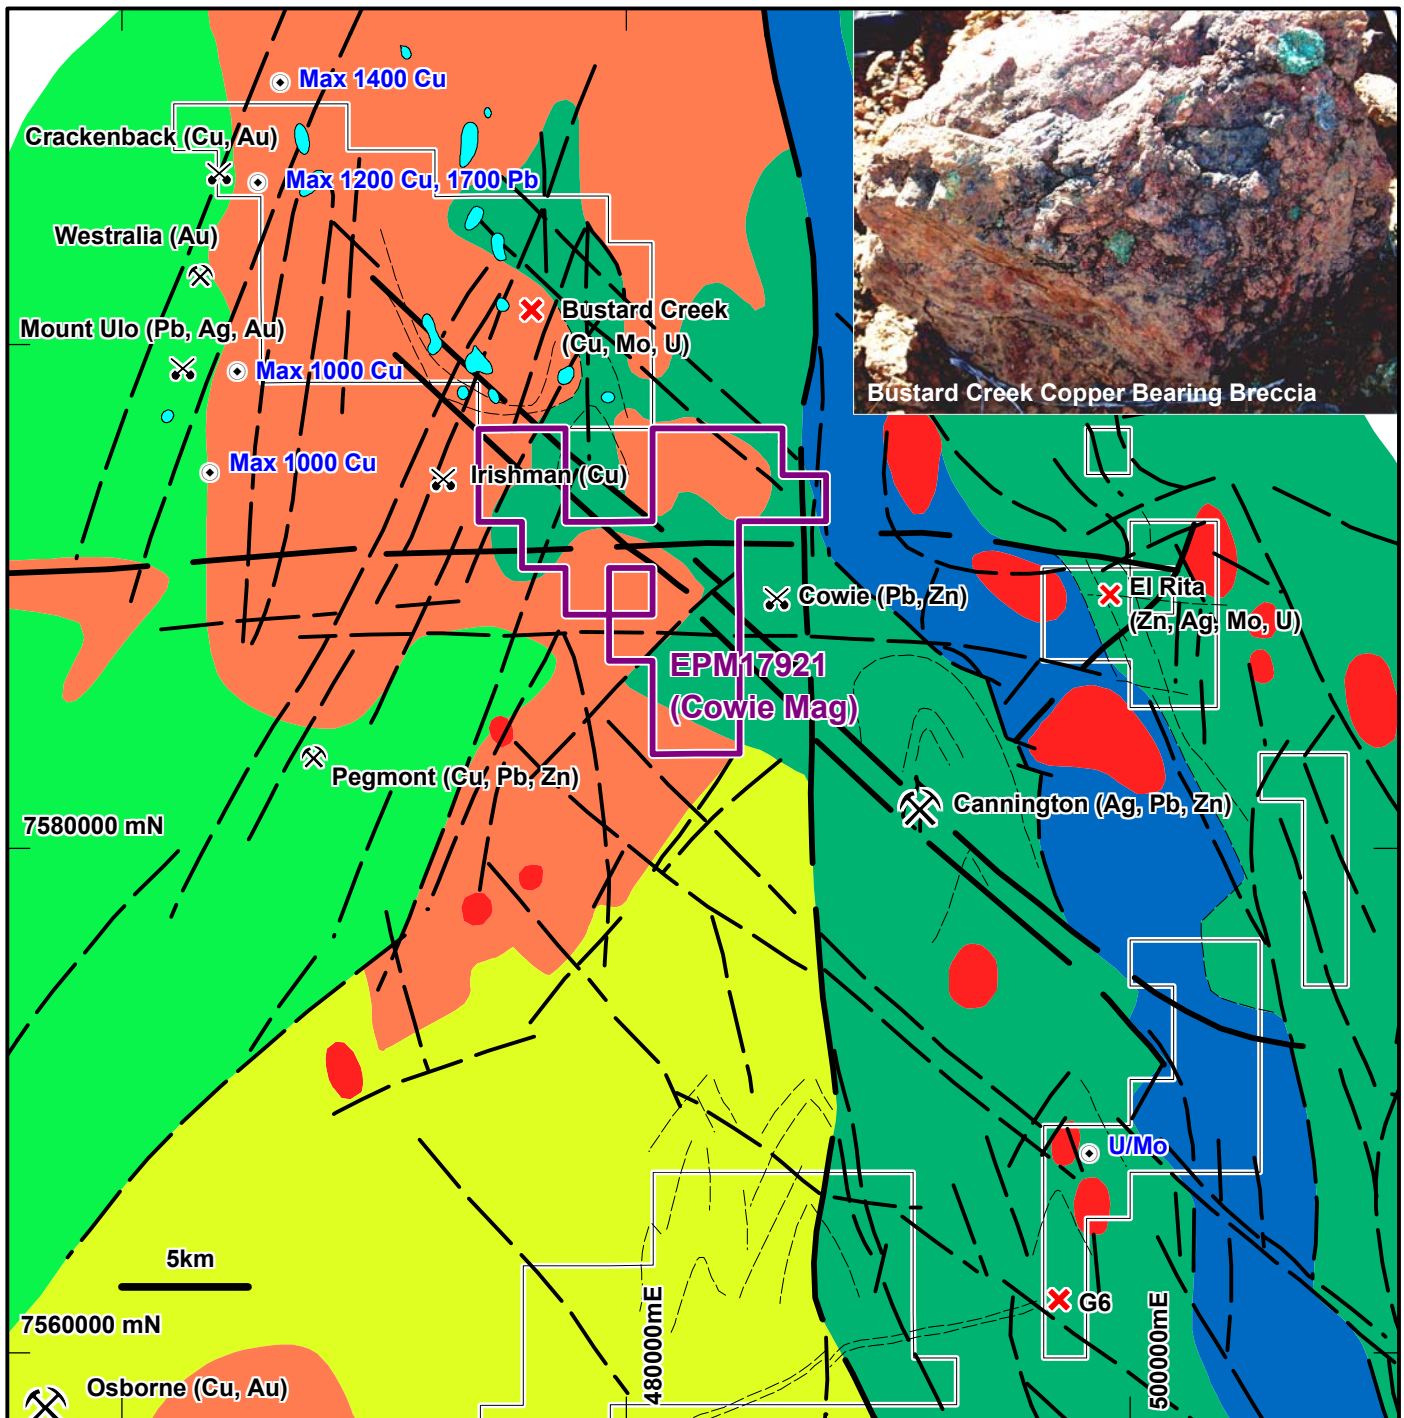 Max 1400 Cu
Crackenback (Cu, Au)
Max 1200 Cu, 1700 Pb
Westralia (Au)
Bustard Creek
(Cu, Mo, U)
Mount Ulo (Pb, Ag, Au)
Max 1000 Cu
Bustard Creek Copper Bearing Breccia
Max 1000 Cu
Irishman (Cu)
Cowie (Pb, Zn)
El Rita
(Zn, Ag, Mo, U)
EPM17921
(Cowie Mag)
Pegmont (Cu, Pb, Zn)
Cannington (Ag, Pb, Zn)
7580000 mN
U/Mo
5km
G6
7560000 mN
480000mE
500000mE
Osborne (Cu, Au)